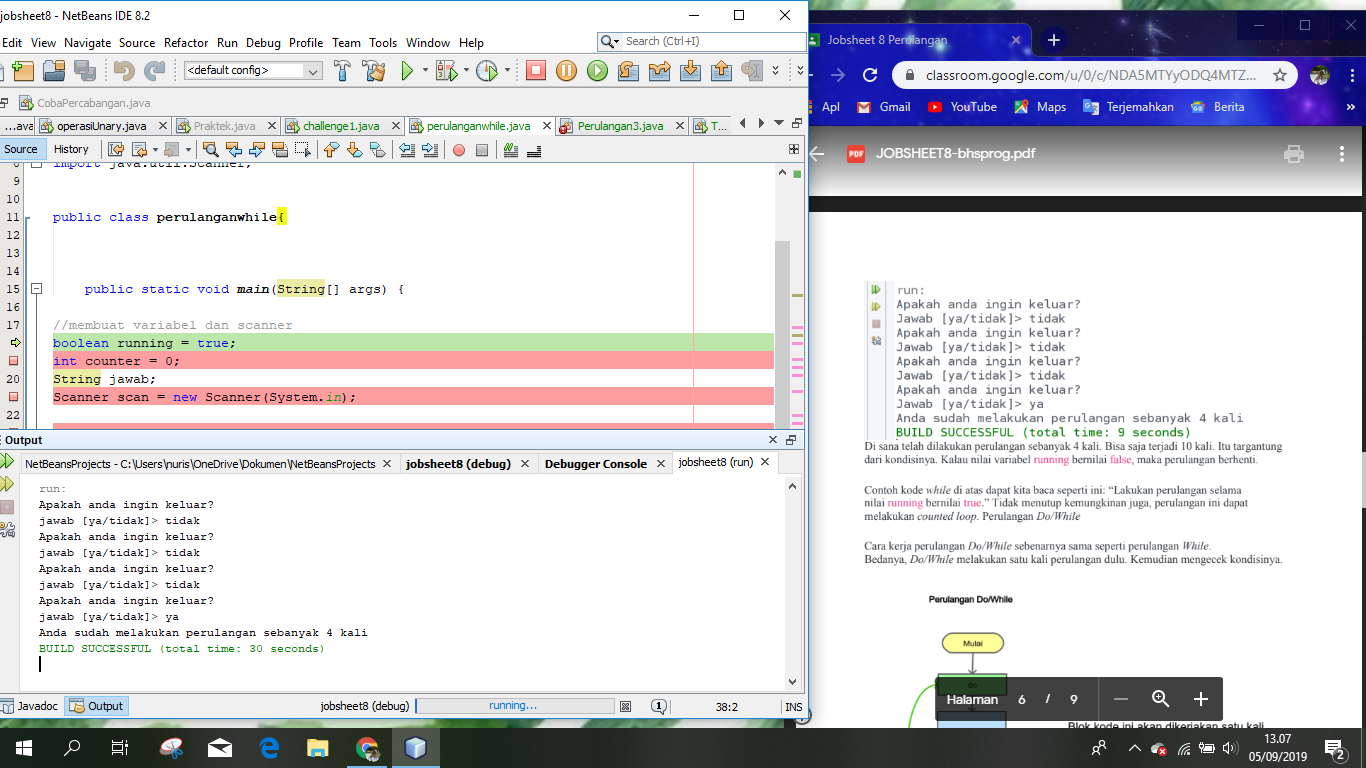 jobsheet8 - NetBeans IDE 8.2
Edit View Navigate Source Refactor Run Debug Profile Team Tools Window Help
Search (Ctrl+I)
<default config>
CobaPercabangan.java
...ava operasiUnary.java Praktek.java challenge1.java perulanganwhile.java Perulangan3.java T...
Source History
8 import java.util.Scanner;
9
10
11 public class perulanganwhile{
12
13
14
15 public static void main(String[] args) {
16
17 //membuat variabel dan scanner
boolean running = true;
int counter = 0;
20 String jawab;
Scanner scan = new Scanner(System.in);
22
Output
NetBeansProjects - C:\Users\nuris\OneDrive\Dokumen\NetBeansProjects jobsheet8 (debug) Debugger Console jobsheet8 (run)
run:
Apakah anda ingin keluar?
jawab [ya/tidak]> tidak
Apakah anda ingin keluar?
jawab [ya/tidak]> tidak
Apakah anda ingin keluar?
jawab [ya/tidak]> tidak
Apakah anda ingin keluar?
jawab [ya/tidak]> ya
Anda sudah melakukan perulangan sebanyak 4 kali
BUILD SUCCESSFUL (total time: 30 seconds)
Javadoc Output jobsheet8 (debug) running... 1 38:2 INS
Jobsheet 8 Perulangan
classroom.google.com/u/0/c/NDA5MTYyODQ4MTZ...
Apl Gmail YouTube Maps Terjemahkan Berita »
PDF JOBSHEET8-bhsprog.pdf
run:
Apakah anda ingin keluar?
Jawab [ya/tidak]> tidak
Apakah anda ingin keluar?
Jawab [ya/tidak]> tidak
Apakah anda ingin keluar?
Jawab [ya/tidak]> tidak
Apakah anda ingin keluar?
Jawab [ya/tidak]> ya
Anda sudah melakukan perulangan sebanyak 4 kali
BUILD SUCCESSFUL (total time: 9 seconds)
Di sana telah dilakukan perulangan sebanyak 4 kali. Bisa saja terjadi 10 kali. Itu targantung
dari kondisinya. Kalau nilai variabel running bernilai false, maka perulangan berhenti.
Contoh kode while di atas dapat kita baca seperti ini: “Lakukan perulangan selama
nilai running bernilai true.” Tidak menutup kemungkinan juga, perulangan ini dapat
melakukan counted loop. Perulangan Do/While
Cara kerja perulangan Do/While sebenarnya sama seperti perulangan While.
Bedanya, Do/While melakukan satu kali perulangan dulu. Kemudian mengecek kondisinya.
Perulangan Do/While
Mulai
do
Halaman 6 / 9
Blok kode ini akan dikerjakan satu kali
13.07
05/09/2019
2